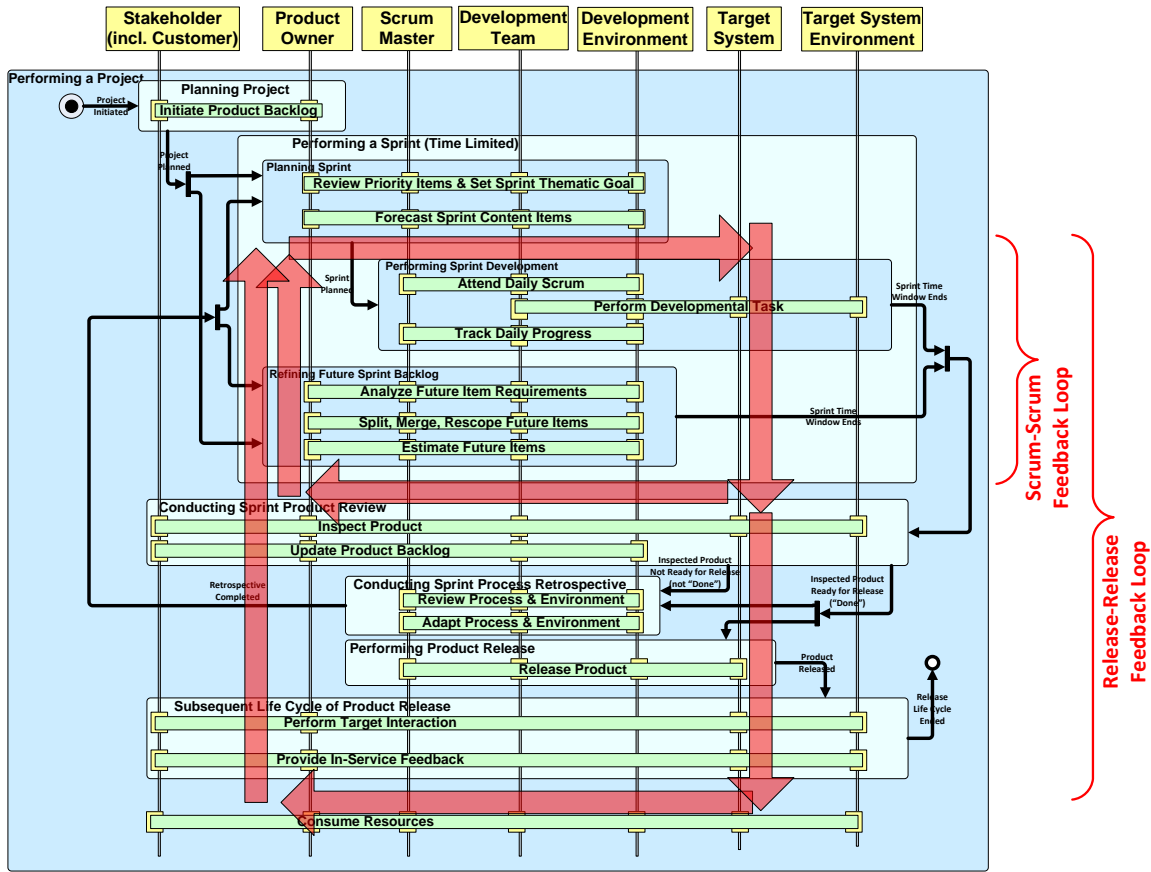 Stakeholder
(incl. Customer)
Product
Owner
Scrum
Master
Development
Team
Development
Environment
Target
System
Target System
Environment
Performing a Project
Planning Project
Project
Initiated
Initiate Product Backlog
Performing a Sprint (Time Limited)
Project
Planned
Planning Sprint
Review Priority Items & Set Sprint Thematic Goal
Forecast Sprint Content Items
Performing Sprint Development
Sprint
Planned
Attend Daily Scrum
Perform Developmental Task
Track Daily Progress
Sprint Time
Window Ends
Refining Future Sprint Backlog
Analyze Future Item Requirements
Split, Merge, Rescope Future Items
Estimate Future Items
Sprint Time
Window Ends
Scrum-Scrum
Feedback Loop
Release-Release
Feedback Loop
Conducting Sprint Product Review
Inspect Product
Update Product Backlog
Inspected Product
Not Ready for Release
(not “Done”)
Inspected Product
Ready for Release
(“Done”)
Retrospective
Completed
Conducting Sprint Process Retrospective
Review Process & Environment
Adapt Process & Environment
Performing Product Release
Release Product
Product
Released
Subsequent Life Cycle of Product Release
Perform Target Interaction
Provide In-Service Feedback
Release
Life Cycle
Ended
Consume Resources